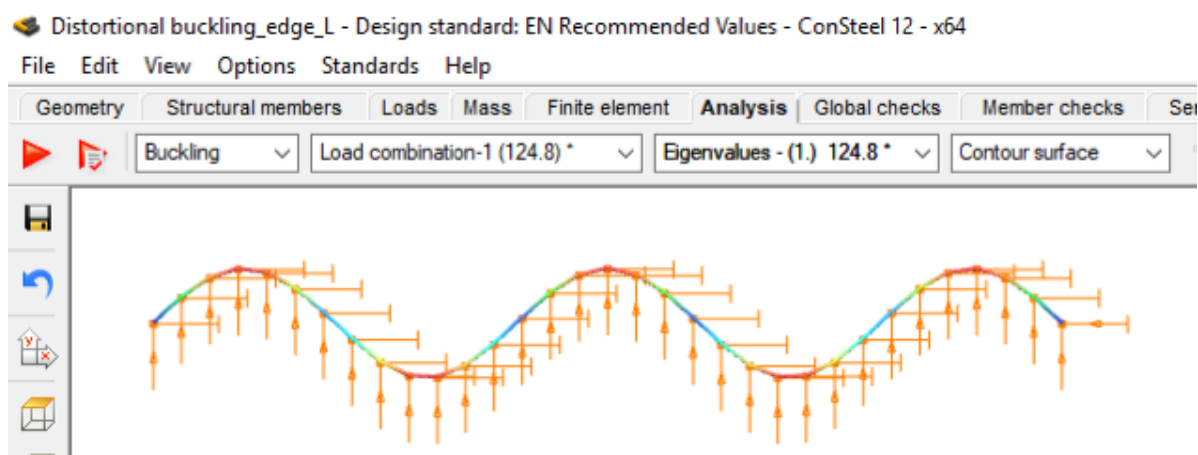 Distortional buckling_edge_L - Design standard: EN Recommended Values - ConSteel 12 - x64
File Edit View Options Standards Help
Geometry Structural members Loads Mass Finite element Analysis Global checks Member checks Ser
Buckling Load combination-1 (124.8) * Eigenvalues - (1.) 124.8 * Contour surface
y x